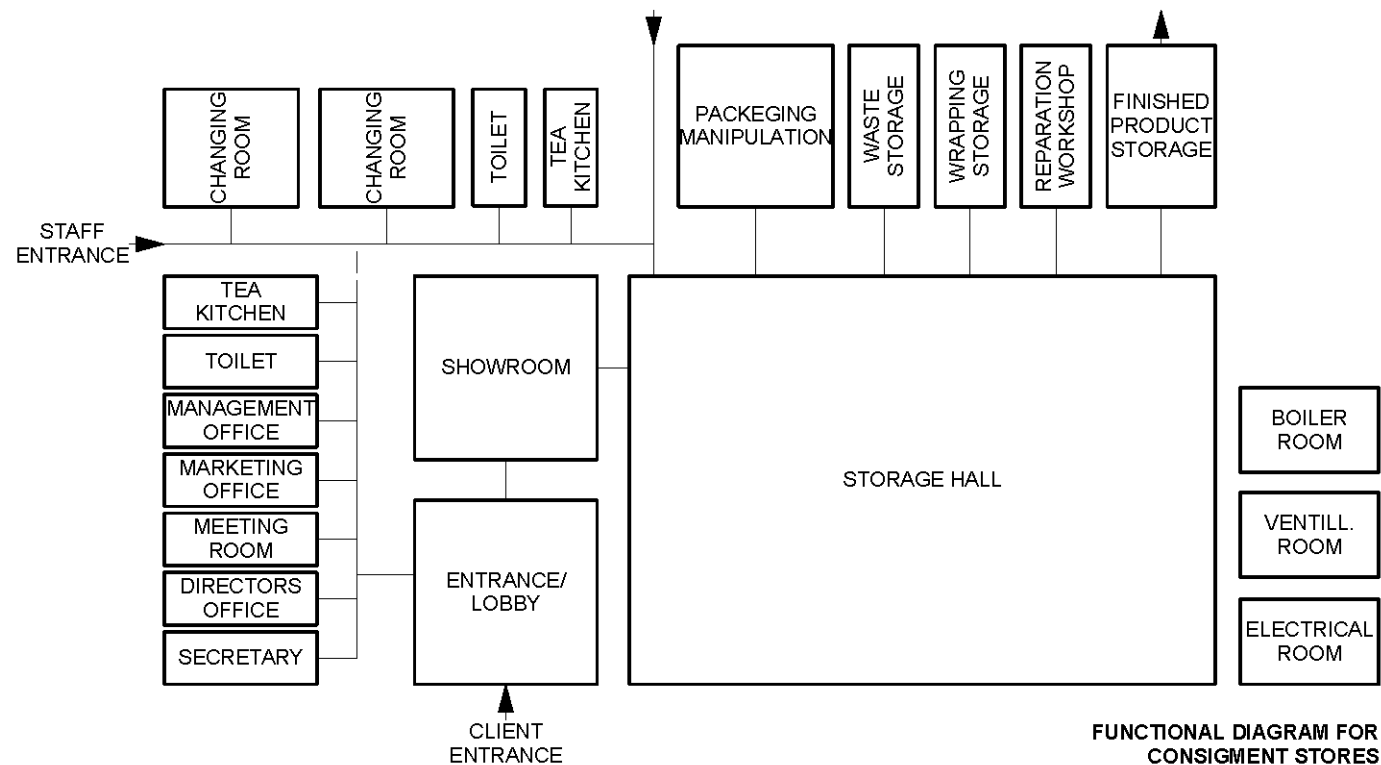 CHANGING
ROOM
CHANGING
ROOM
TOILET
TEA
KITCHEN
PACKEGING
MANIPULATION
WASTE
STORAGE
WRAPPING
STORAGE
REPARATION
WORKSHOP
FINISHED
PRODUCT
STORAGE
STAFF
ENTRANCE
TEA
KITCHEN
TOILET
MANAGEMENT
OFFICE
MARKETING
OFFICE
MEETING
ROOM
DIRECTORS
OFFICE
SECRETARY
SHOWROOM
ENTRANCE/
LOBBY
CLIENT
ENTRANCE
STORAGE HALL
BOILER
ROOM
VENTILL.
ROOM
ELECTRICAL
ROOM
FUNCTIONAL DIAGRAM FOR
CONSIGMENT STORES